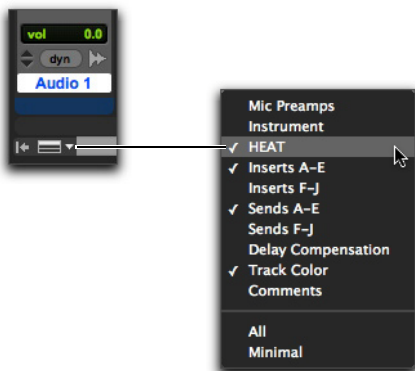 vol 0.0
dyn
Audio 1
Mic Preamps
Instrument
✓ HEAT
✓ Inserts A–E
Inserts F–J
✓ Sends A–E
Sends F–J
Delay Compensation
✓ Track Color
Comments
All
Minimal